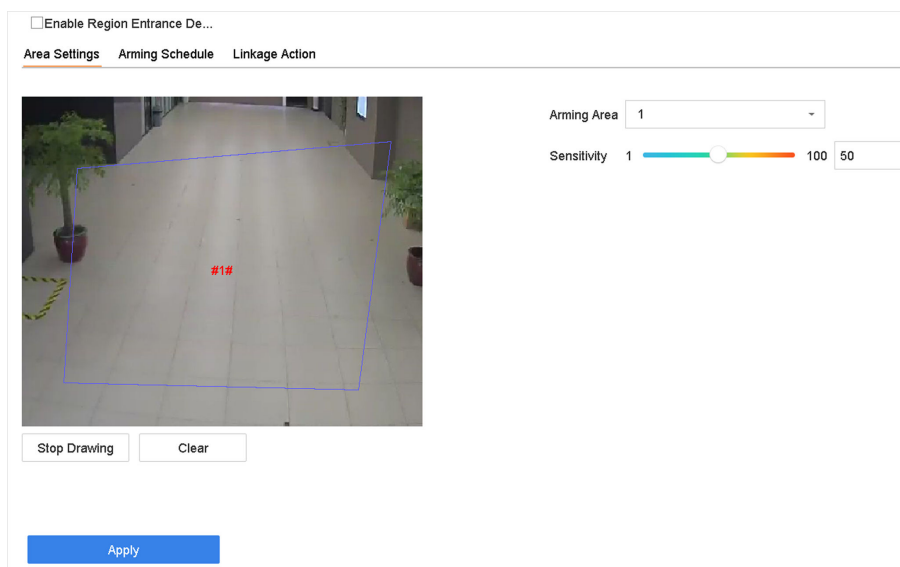 Enable Region Entrance De...
Area Settings Arming Schedule Linkage Action
Arming Area 1
Sensitivity 1 100 50
#1#
Stop Drawing Clear
Apply